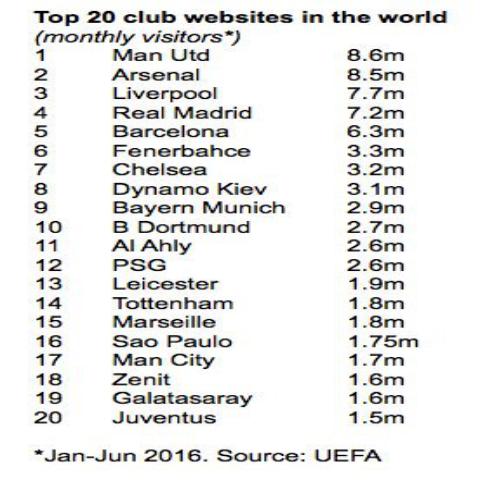 Top 20 club websites in the world
(monthly visitors*)
1 Man Utd 8.6m
2 Arsenal 8.5m
3 Liverpool 7.7m
4 Real Madrid 7.2m
5 Barcelona 6.3m
6 Fenerbahce 3.3m
7 Chelsea 3.2m
8 Dynamo Kiev 3.1m
9 Bayern Munich 2.9m
10 B Dortmund 2.7m
11 Al Ahly 2.6m
12 PSG 2.6m
13 Leicester 1.9m
14 Tottenham 1.8m
15 Marseille 1.8m
16 Sao Paulo 1.75m
17 Man City 1.7m
18 Zenit 1.6m
19 Galatasaray 1.6m
20 Juventus 1.5m
*Jan-Jun 2016. Source: UEFA